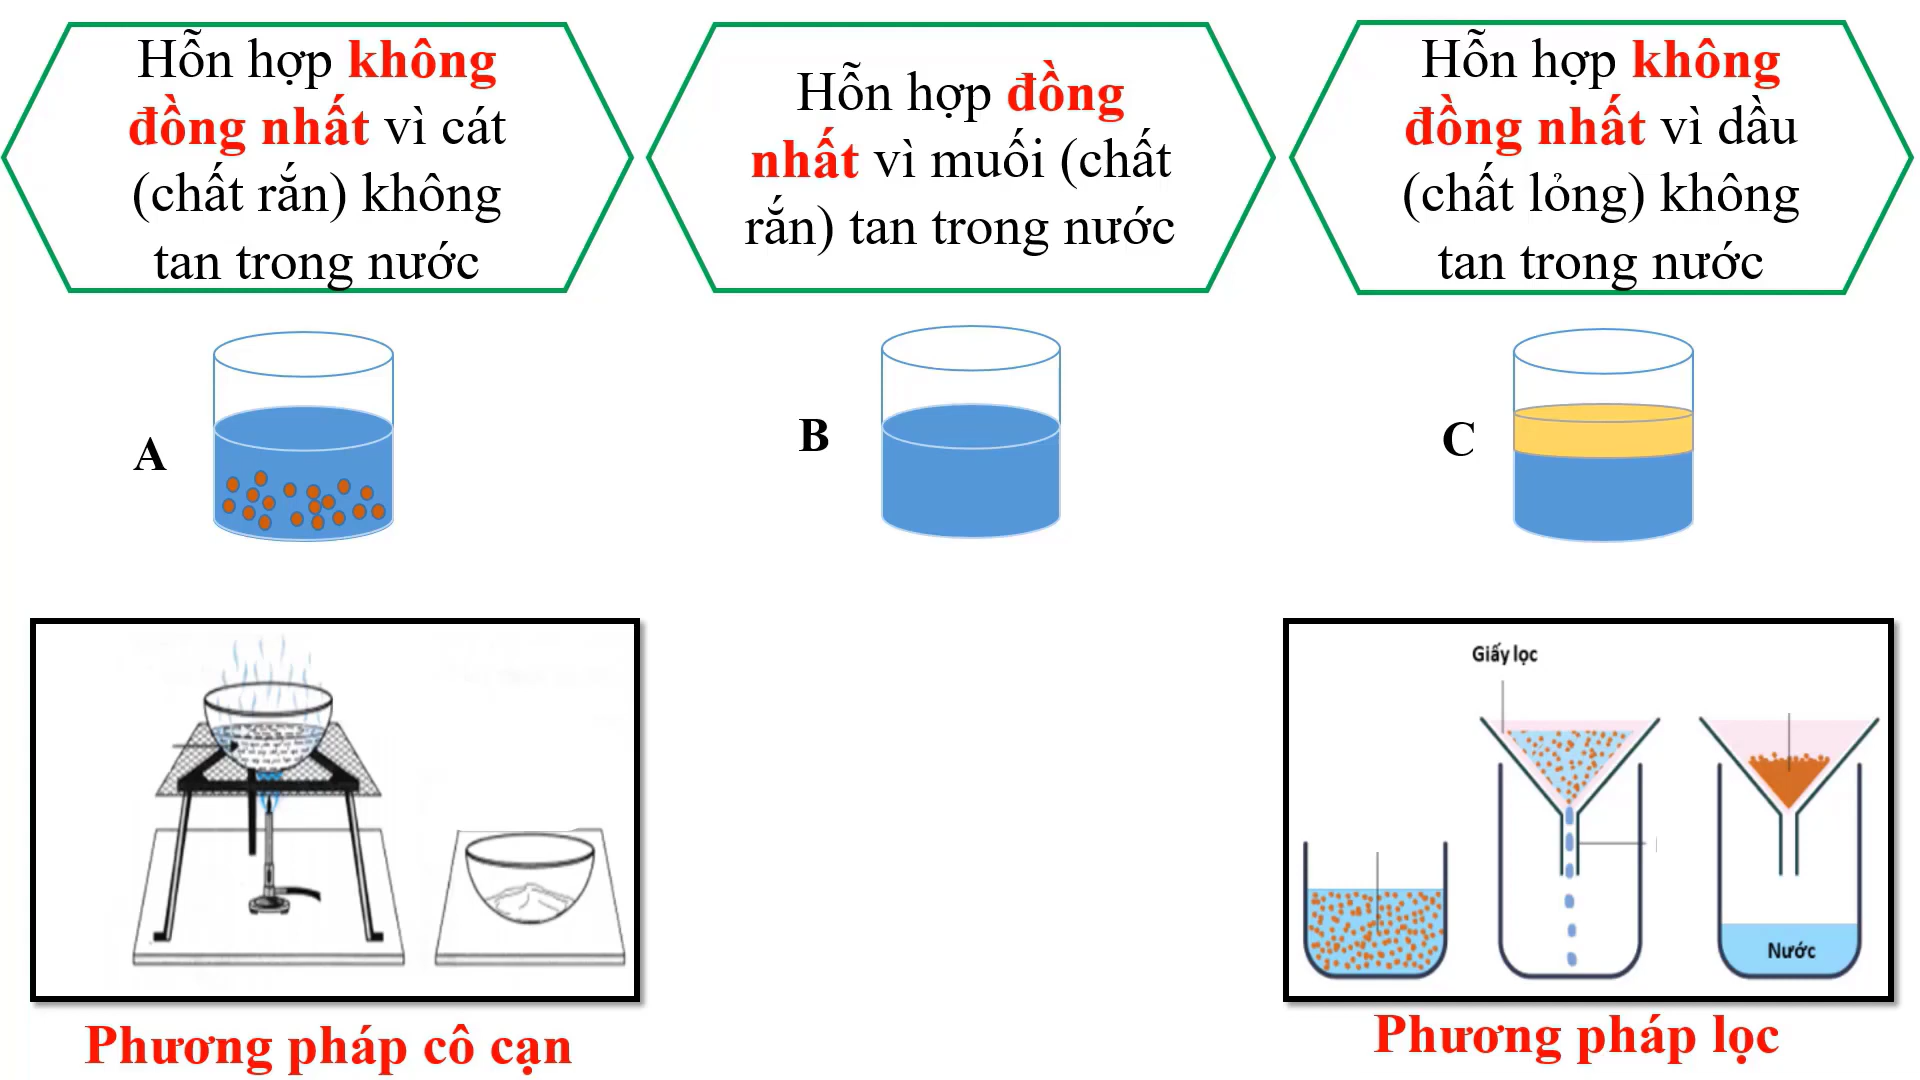 Hỗn hợp không
đồng nhất vì cát
(chất rắn) không
tan trong nước
Hỗn hợp đồng
nhất vì muối (chất
rắn) tan trong nước
Hỗn hợp không
đồng nhất vì dầu
(chất lỏng) không
tan trong nước
A
B
C
Giấy lọc
Nước
Phương pháp cô cạn
Phương pháp lọc